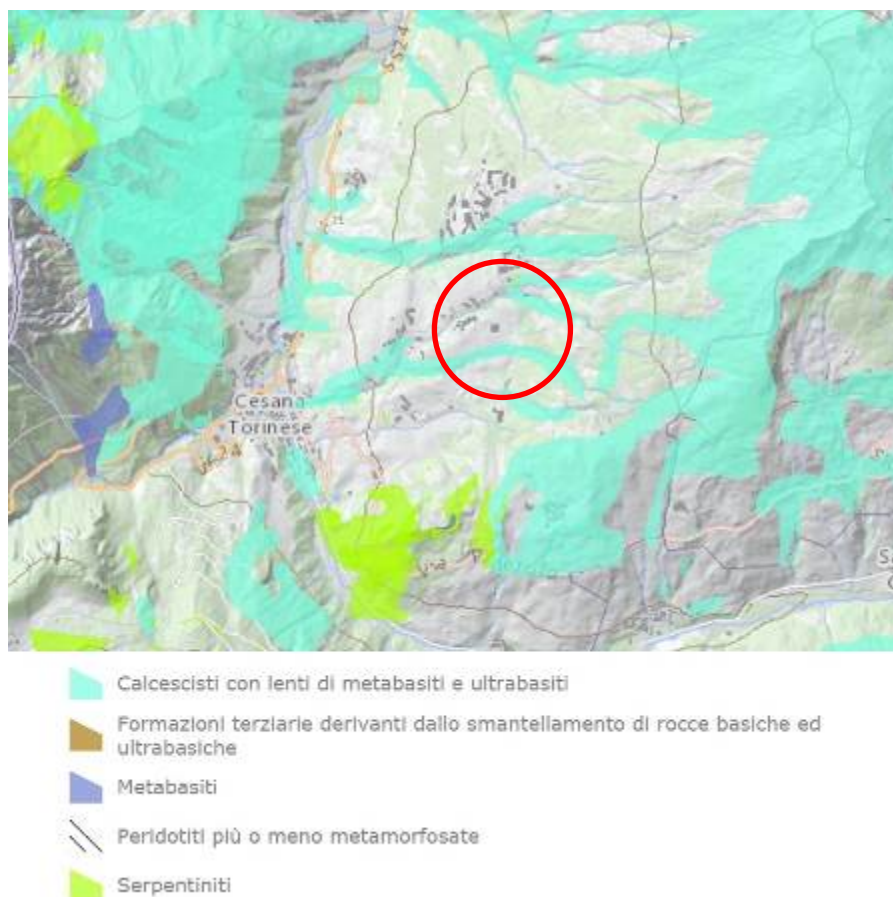 SS24
Cesana
Torinese
Calcescisti con lenti di metabasiti e ultrabasiti
Formazioni terziarie derivanti dallo smantellamento di rocce basiche ed
ultrabasiche
Metabasiti
Peridotiti più o meno metamorfosate
Serpentiniti